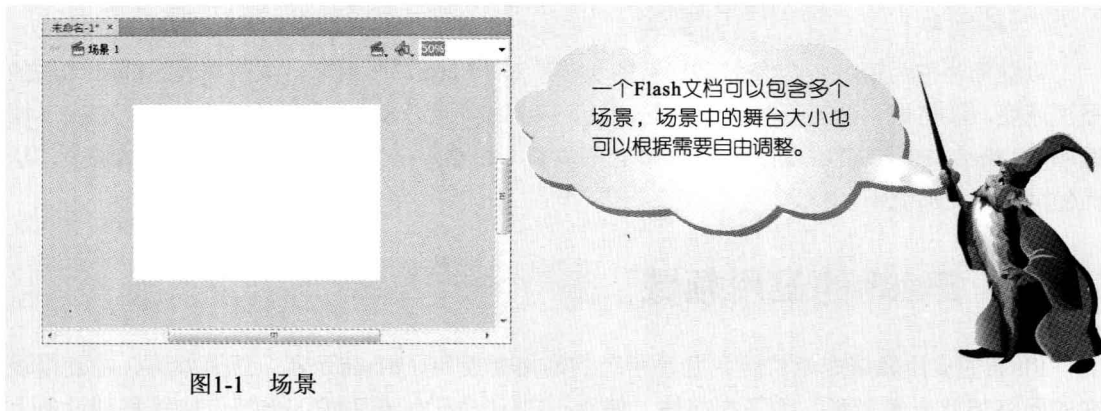 未命名-1* ×
场景 1
50%
一个Flash文档可以包含多个
场景，场景中的舞台大小也
可以根据需要自由调整。
图1-1 场景